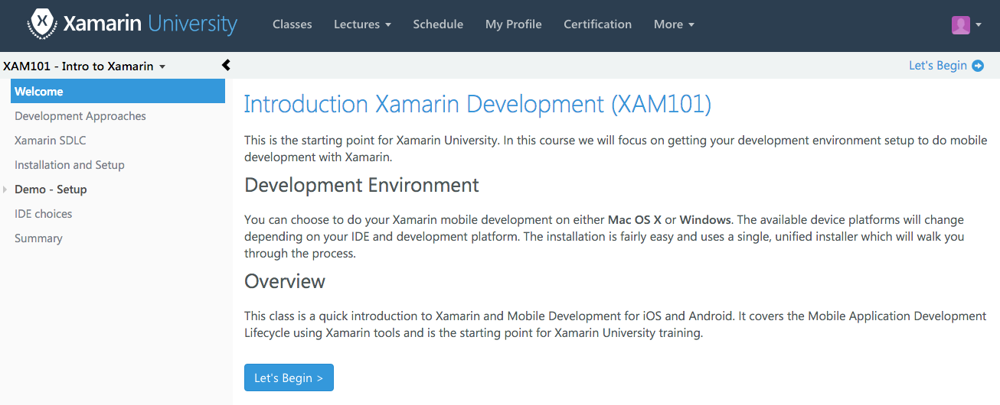 X Xamarin University
Classes
Lectures
Schedule
My Profile
Certification
More
XAM101 - Intro to Xamarin
Let's Begin
Welcome
Development Approaches
Xamarin SDLC
Installation and Setup
Demo - Setup
IDE choices
Summary
Introduction Xamarin Development (XAM101)
This is the starting point for Xamarin University. In this course we will focus on getting your development environment setup to do mobile
development with Xamarin.
Development Environment
You can choose to do your Xamarin mobile development on either Mac OS X or Windows. The available device platforms will change
depending on your IDE and development platform. The installation is fairly easy and uses a single, unified installer which will walk you
through the process.
Overview
This class is a quick introduction to Xamarin and Mobile Development for iOS and Android. It covers the Mobile Application Development
Lifecycle using Xamarin tools and is the starting point for Xamarin University training.
Let's Begin >